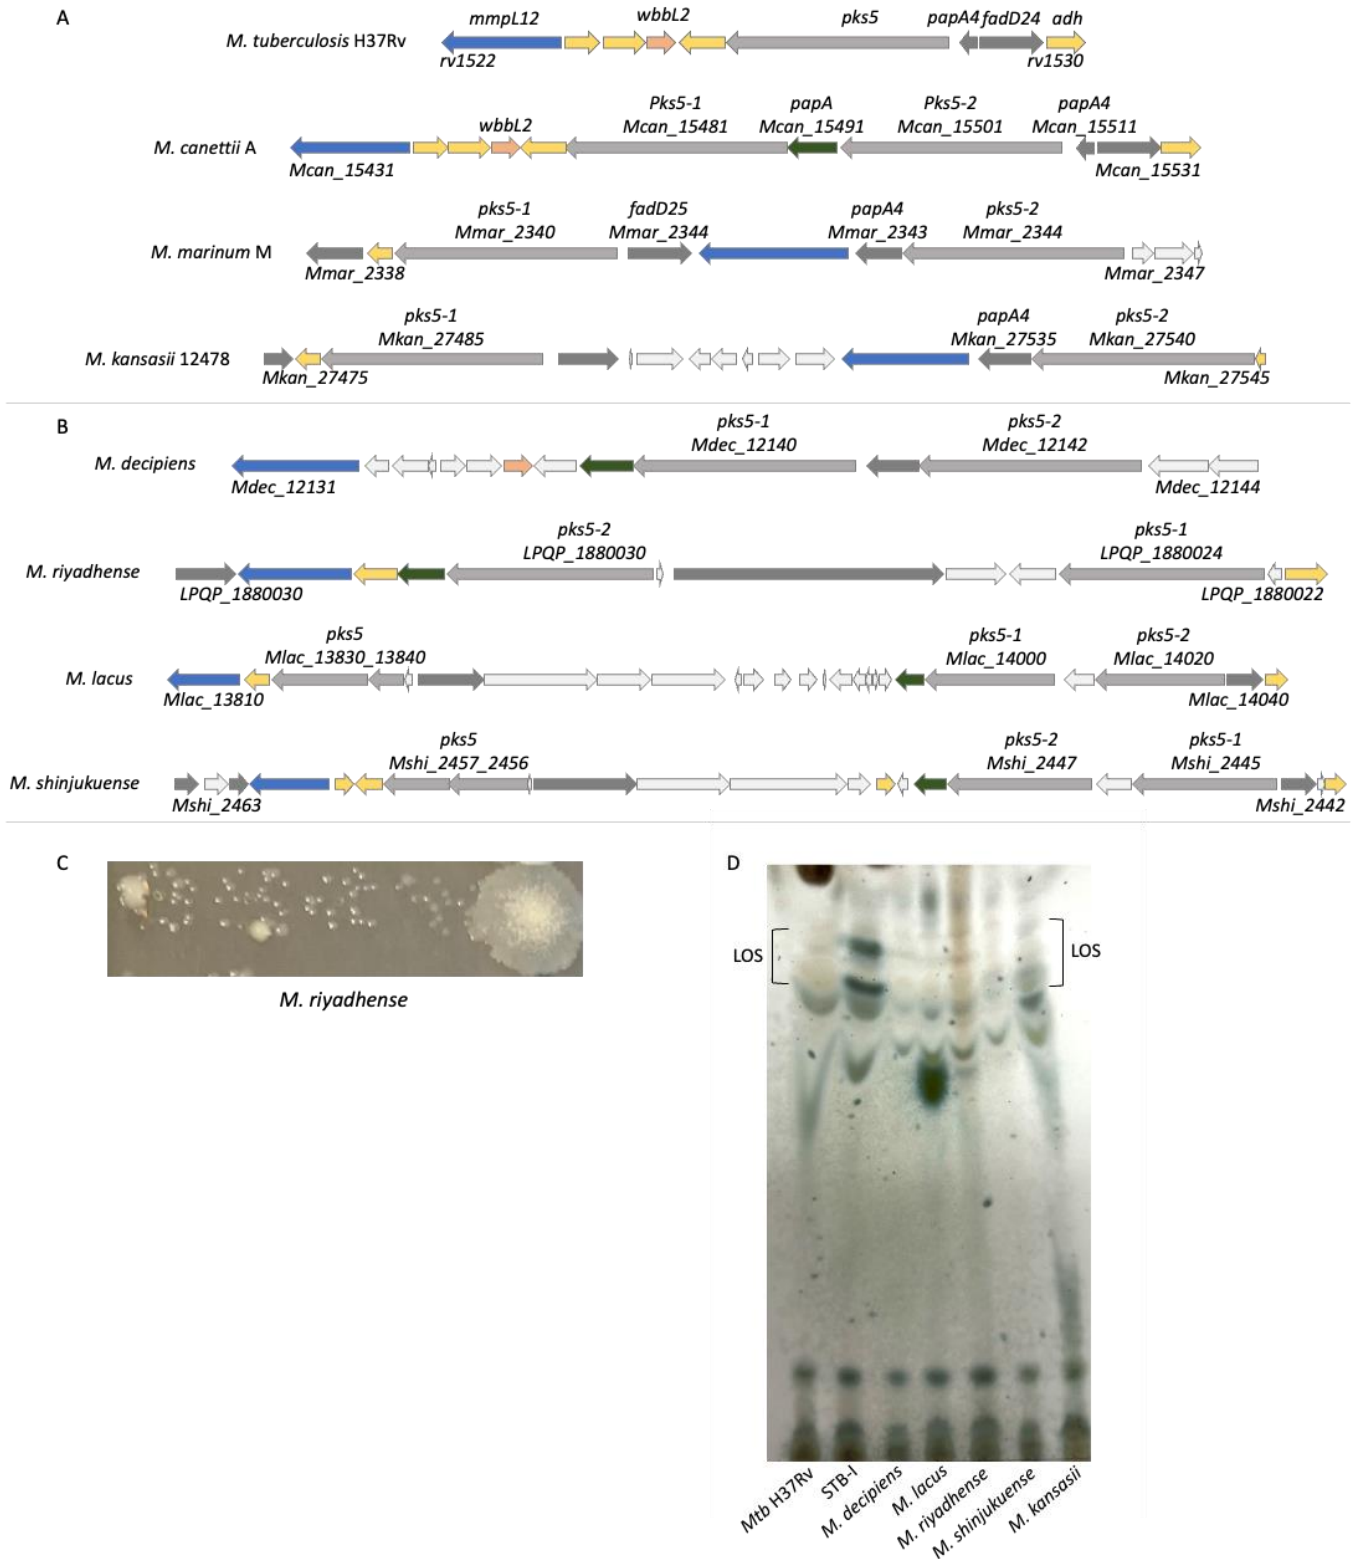 A
mmpL12 wbbL2 pks5 papA4 fadD24 adh
M. tuberculosis H37Rv
rv1522 rv1530
Pks5-1 papA Pks5-2 papA4
wbbL2 Mcan_15481 Mcan_15491 Mcan_15501 Mcan_15511
M. canettii A
Mcan_15431 Mcan_15531
pks5-1 fadD25 papA4 pks5-2
Mmar_2340 Mmar_2344 Mmar_2343 Mmar_2344
M. marinum M
Mmar_2338 Mmar_2347
pks5-1 papA4 pks5-2
Mkan_27485 Mkan_27535 Mkan_27540
M. kansasii 12478
Mkan_27475 Mkan_27545
B
pks5-1 pks5-2
Mdec_12140 Mdec_12142
M. decipiens
Mdec_12131 Mdec_12144
pks5-2 pks5-1
LPQP_1880030 LPQP_1880024
M. riyadhense
LPQP_1880030 LPQP_1880022
pks5 pks5-1 pks5-2
Mlac_13830_13840 Mlac_14000 Mlac_14020
M. lacus
Mlac_13810 Mlac_14040
pks5 pks5-2 pks5-1
Mshi_2457_2456 Mshi_2447 Mshi_2445
M. shinjukuense
Mshi_2463 Mshi_2442
C
M. riyadhense
D
LOS LOS
Mtb H37Rv
STB-I
M. decipiens
M. lacus
M. riyadhense
M. shinjukuense
M. kansasii